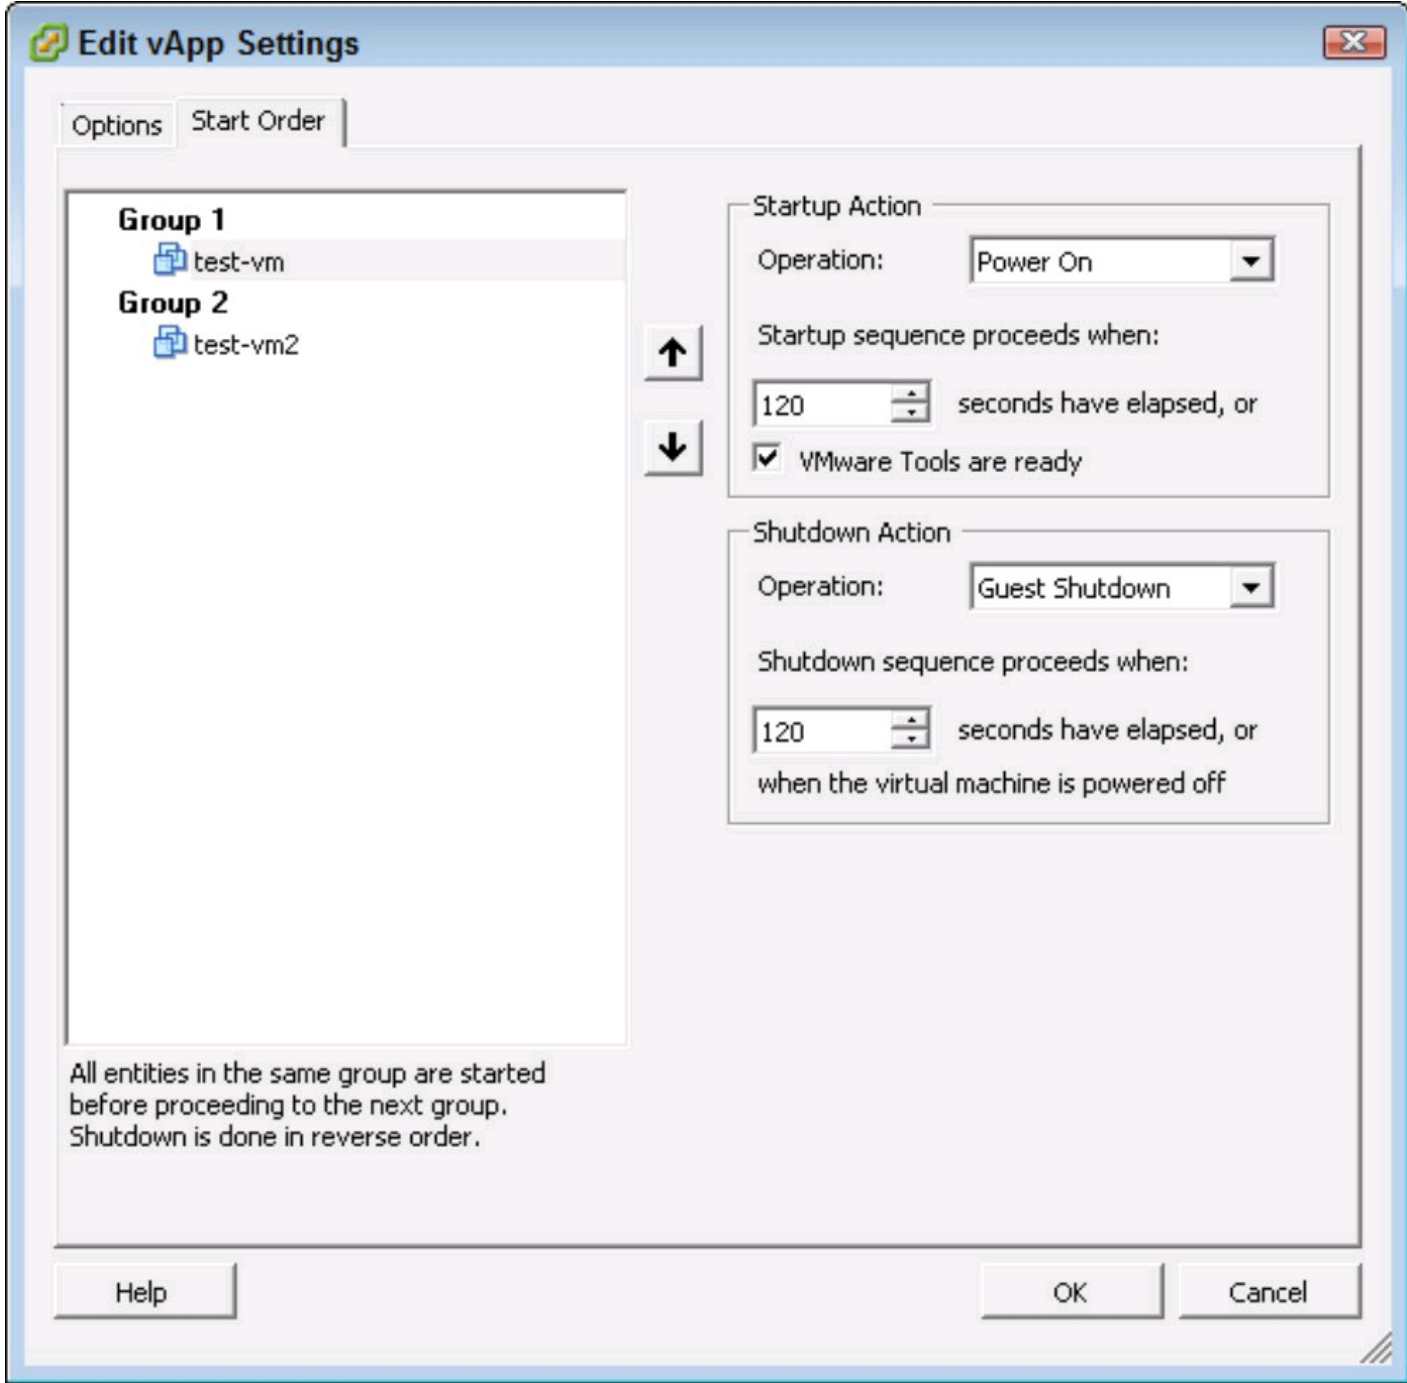 Edit vApp Settings
Options
Start Order
Group 1
test-vm
Group 2
test-vm2
All entities in the same group are started
before proceeding to the next group.
Shutdown is done in reverse order.
Startup Action
Operation: Power On
Startup sequence proceeds when:
120 seconds have elapsed, or
VMware Tools are ready
Shutdown Action
Operation: Guest Shutdown
Shutdown sequence proceeds when:
120 seconds have elapsed, or
when the virtual machine is powered off
Help
OK
Cancel